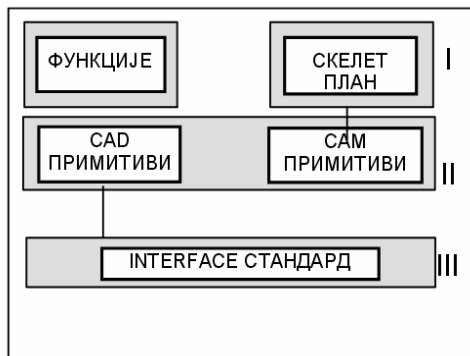 ФУНКЦИЈЕ
СКЕЛЕТ
ПЛАН
I
CAD
ПРИМИТИВИ
CAM
ПРИМИТИВИ
II
INTERFACE СТАНДАРД
III